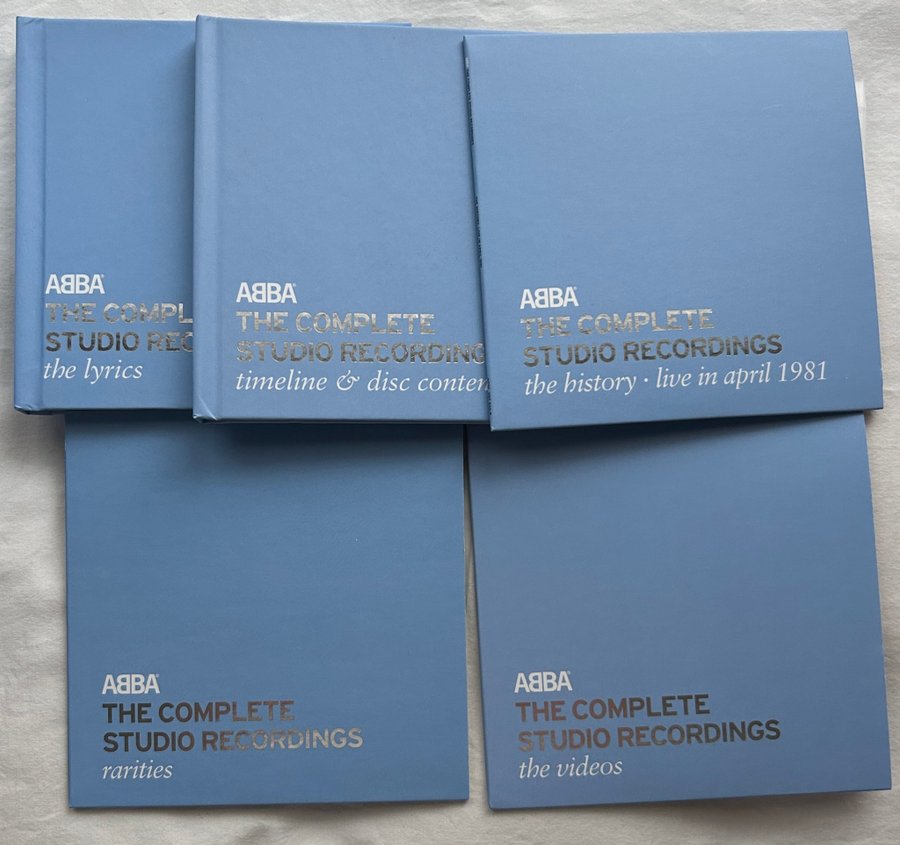 ABBA
THE COMPL
STUDIO REC
the lyrics
ABBA
THE COMPLETE
STUDIO RECORDING
timeline & disc conten
ABBA
THE COMPLETE
STUDIO RECORDINGS
the history · live in april 1981
ABBA
THE COMPLETE
STUDIO RECORDINGS
rarities
ABBA
THE COMPLETE
STUDIO RECORDINGS
the videos